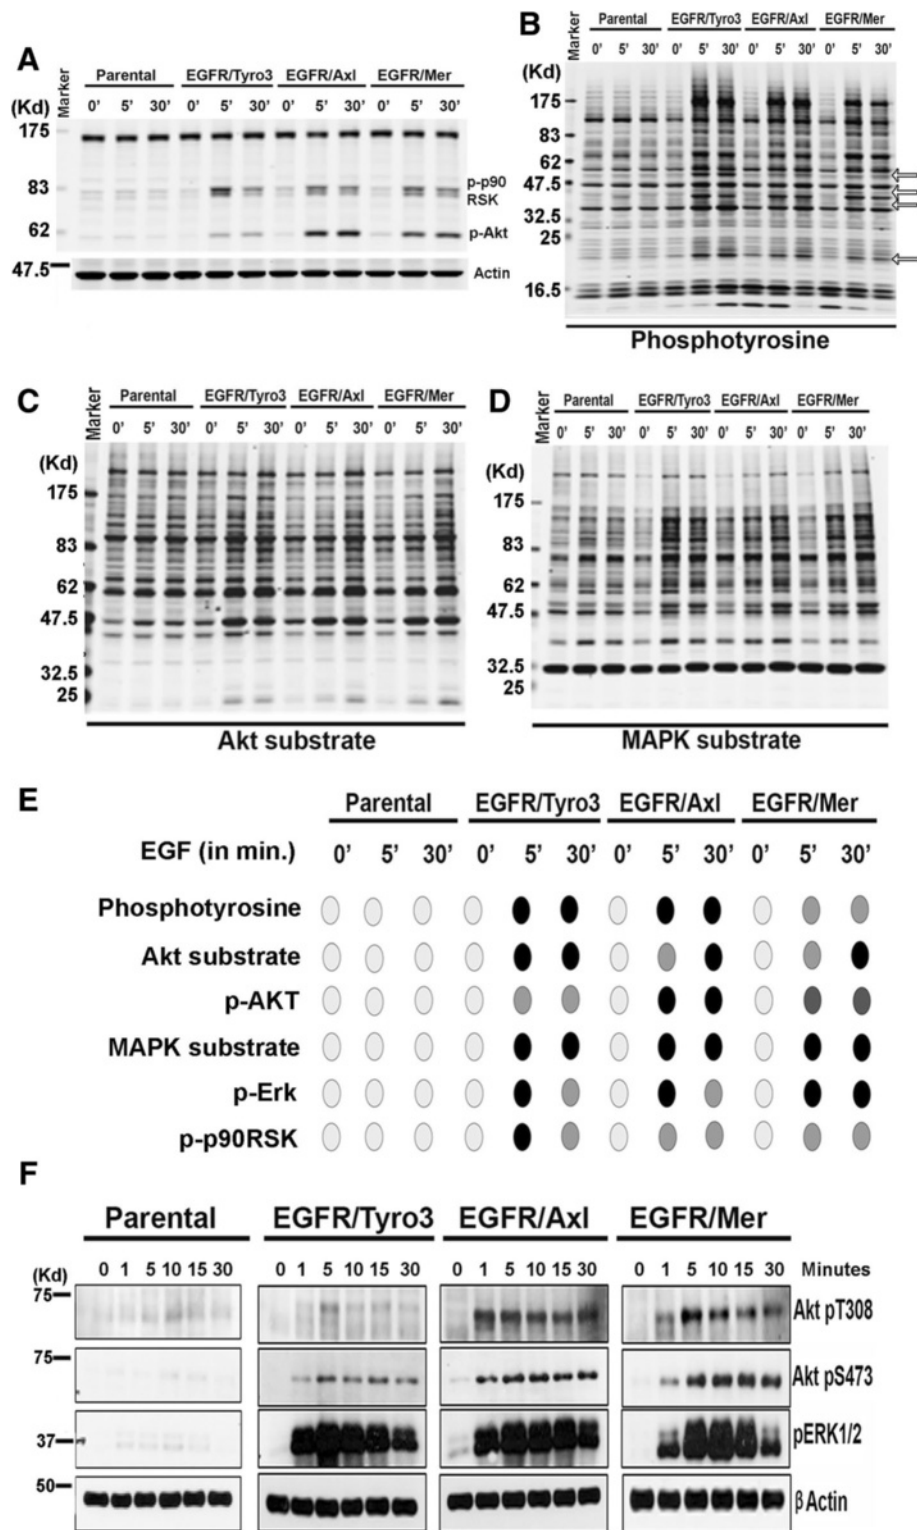 A
Parental EGFR/Tyro3 EGFR/Axl EGFR/Mer
(Kd) Marker 0' 5' 30' 0' 5' 30' 0' 5' 30' 0' 5' 30'
175
83
62
47.5
p-p90
RSK
p-Akt
Actin
B
Parental EGFR/Tyro3 EGFR/Axl EGFR/Mer
(Kd) Marker 0' 5' 30' 0' 5' 30' 0' 5' 30' 0' 5' 30'
175
83
62
47.5
32.5
25
16.5
Phosphotyrosine
C
Parental EGFR/Tyro3 EGFR/Axl EGFR/Mer
Marker 0' 5' 30' 0' 5' 30' 0' 5' 30' 0' 5' 30'
(Kd)
175
83
62
47.5
32.5
25
Akt substrate
D
Parental EGFR/Tyro3 EGFR/Axl EGFR/Mer
Marker 0' 5' 30' 0' 5' 30' 0' 5' 30' 0' 5' 30'
(Kd)
175
83
62
47.5
32.5
25
MAPK substrate
E
Parental EGFR/Tyro3 EGFR/Axl EGFR/Mer
EGF (in min.) 0' 5' 30' 0' 5' 30' 0' 5' 30' 0' 5' 30'
Phosphotyrosine
Akt substrate
p-AKT
MAPK substrate
p-Erk
p-p90RSK
F
Parental EGFR/Tyro3 EGFR/Axl EGFR/Mer
(Kd) 0 1 5 10 15 30 0 1 5 10 15 30 0 1 5 10 15 30 0 1 5 10 15 30 Minutes
75
Akt pT308
75
Akt pS473
37
pERK1/2
50
β Actin